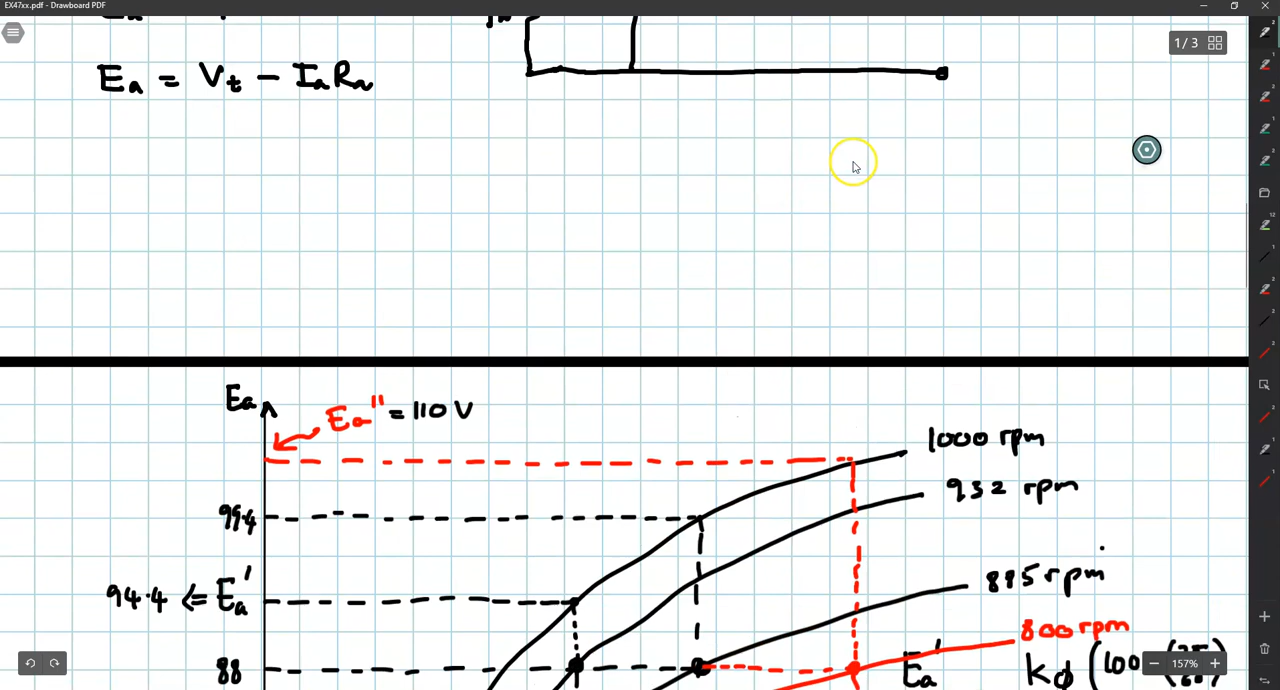 EX47xx.pdf - Drawboard PDF
1 / 3
Ea = Vt - IaRa
Ea
Ea" = 110 V
1000 rpm
932 rpm
99.4
94.4 <= Ea'
885 rpm
800 rpm
88
Ea'
kϕ (100
157%